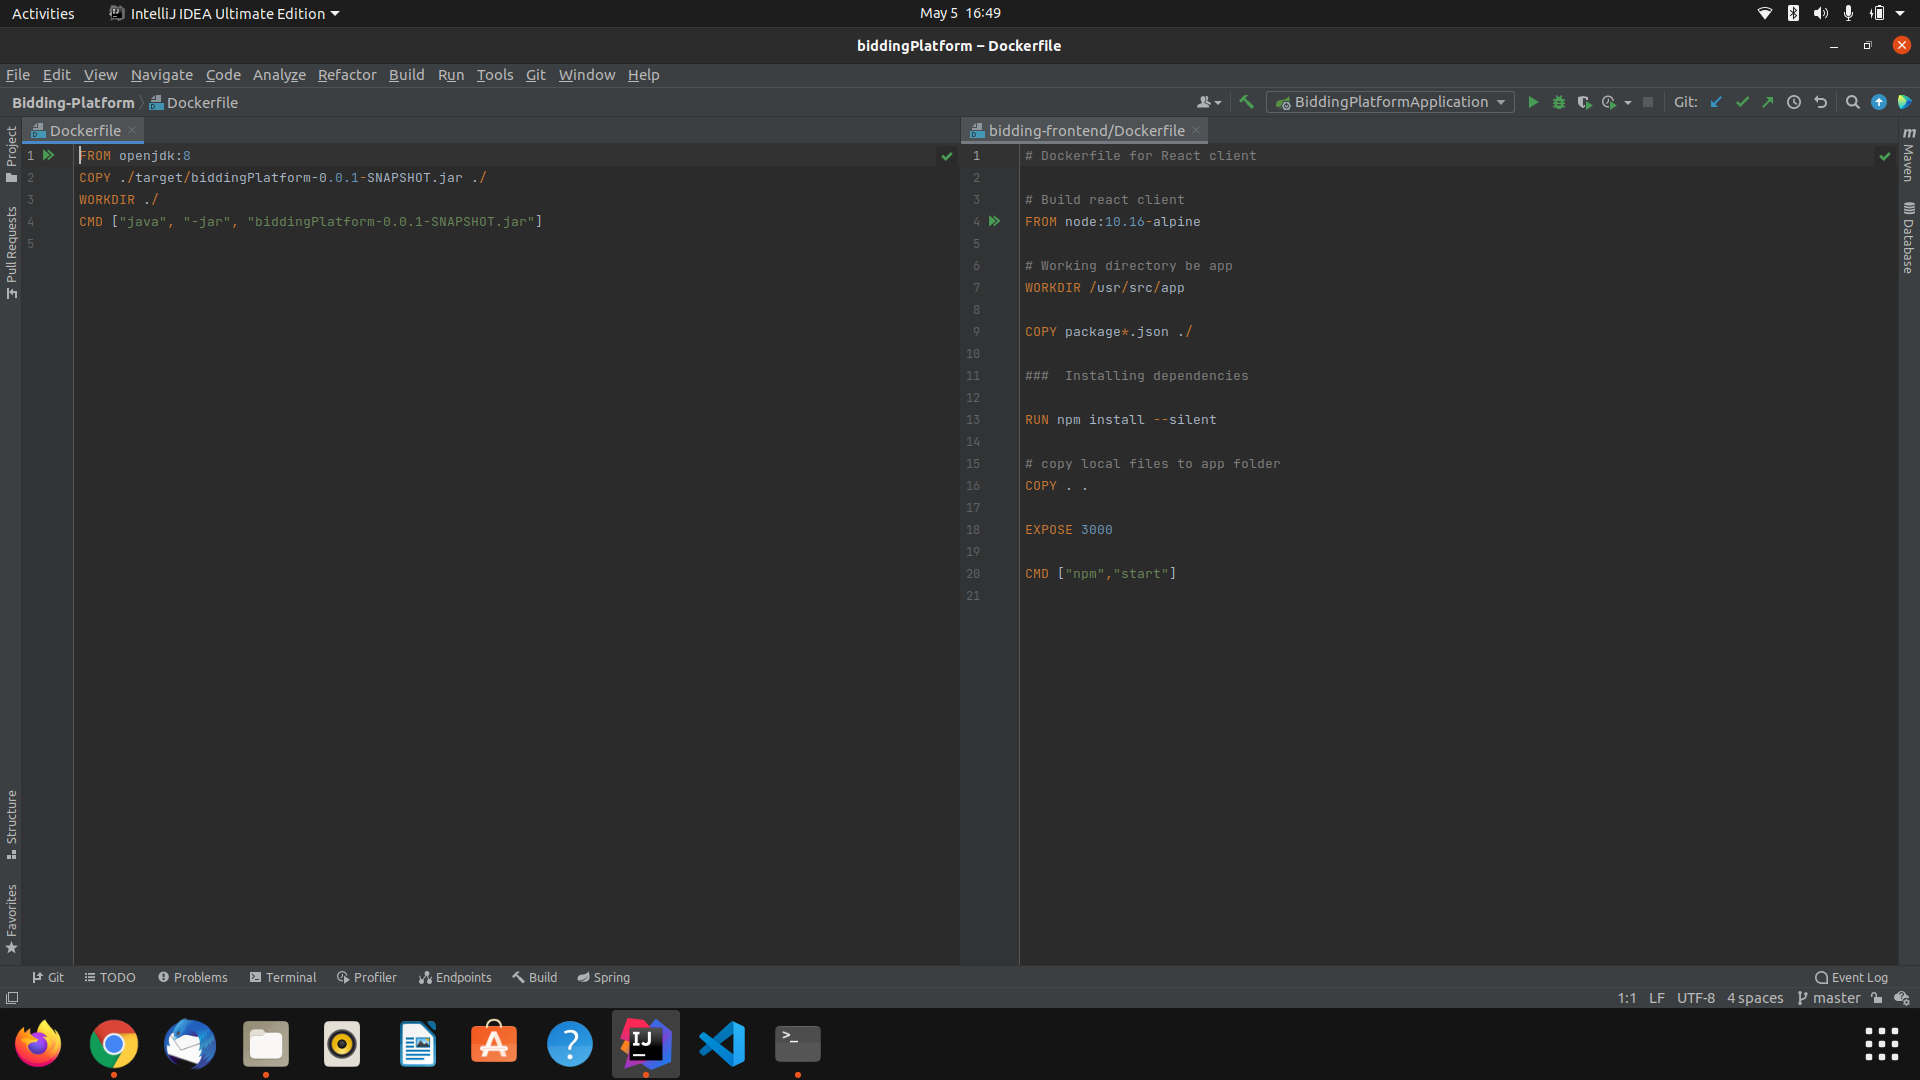 Activities IntelliJ IDEA Ultimate Edition May 5 16:49
biddingPlatform – Dockerfile
File Edit View Navigate Code Analyze Refactor Build Run Tools Git Window Help
Bidding-Platform Dockerfile BiddingPlatformApplication Git:
Dockerfile bidding-frontend/Dockerfile
Project
Pull Requests
Structure
Favorites
1 FROM openjdk:8
2 COPY ./target/biddingPlatform-0.0.1-SNAPSHOT.jar ./
3 WORKDIR ./
4 CMD ["java", "-jar", "biddingPlatform-0.0.1-SNAPSHOT.jar"]
5
1 # Dockerfile for React client
2
3 # Build react client
4 FROM node:10.16-alpine
5
6 # Working directory be app
7 WORKDIR /usr/src/app
8
9 COPY package*.json ./
10
11 ###  Installing dependencies
12
13 RUN npm install --silent
14
15 # copy local files to app folder
16 COPY . .
17
18 EXPOSE 3000
19
20 CMD ["npm","start"]
21
m Maven
Database
Git TODO Problems Terminal Profiler Endpoints Build Spring Event Log
1:1 LF UTF-8 4 spaces master
IJ